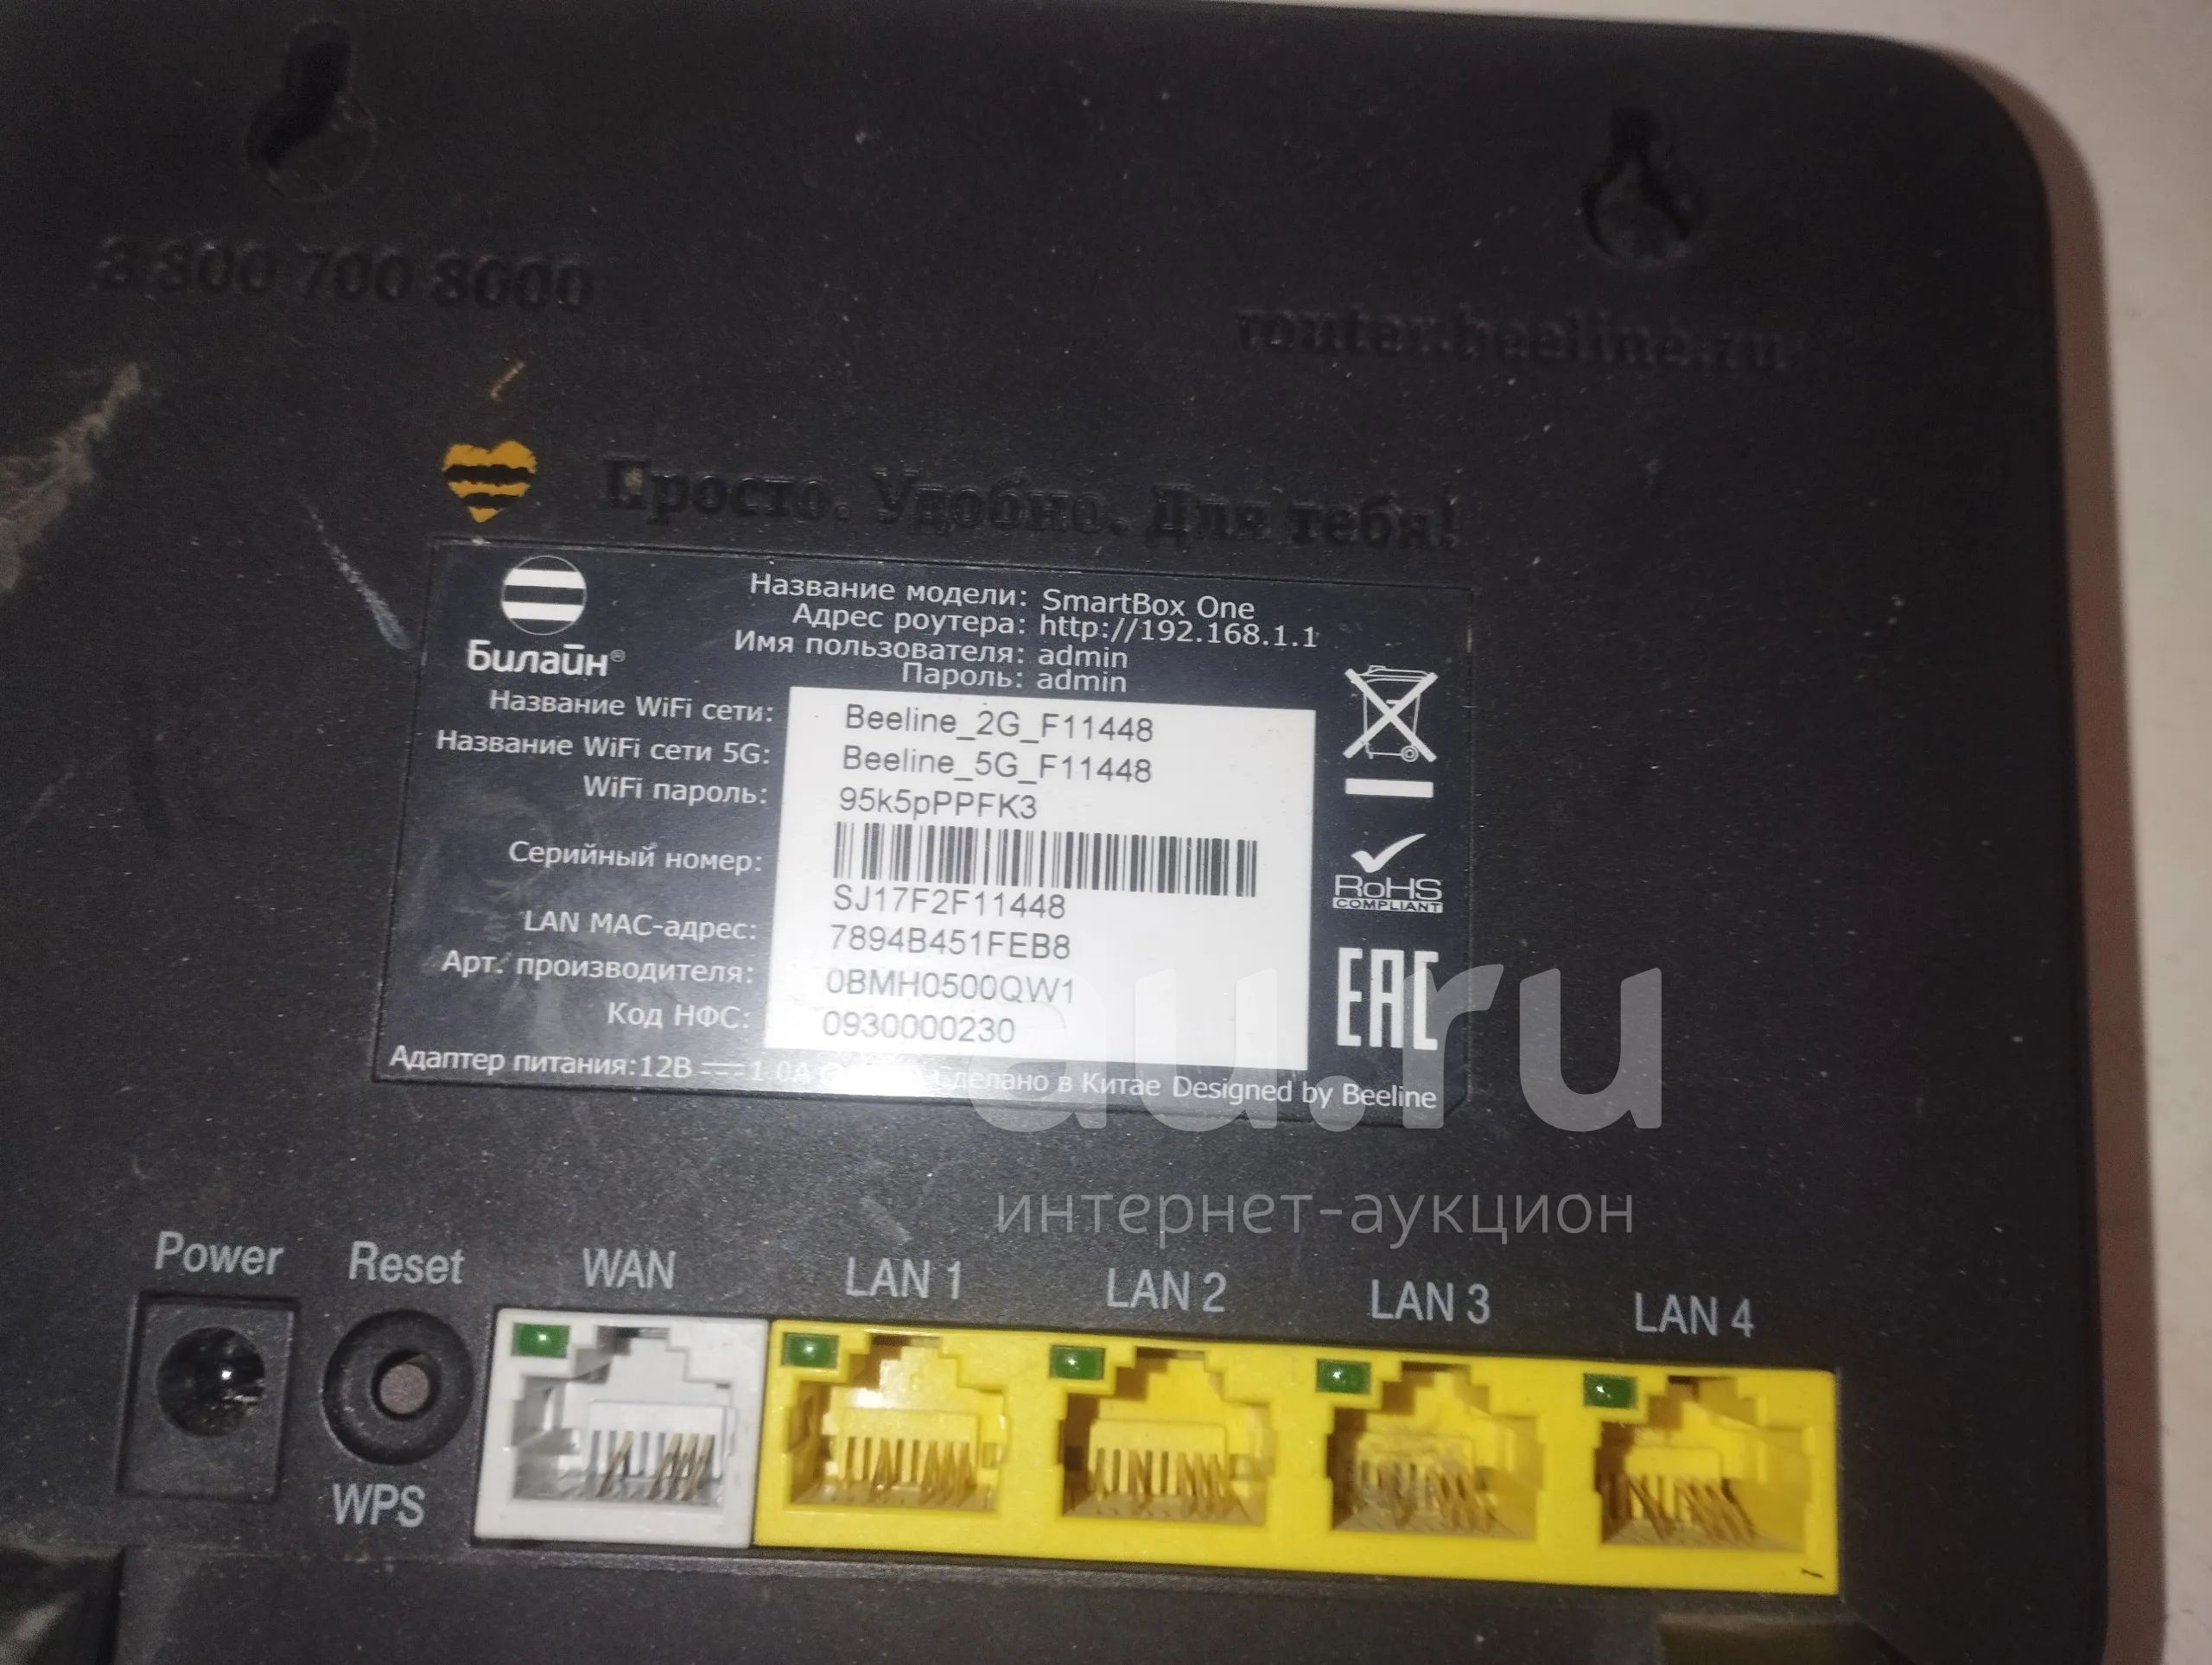 8 800 700 8000
router.beeline.ru
Просто. Удобно. Для тебя!
Билайн®
Название модели: SmartBox One
Адрес роутера: http://192.168.1.1
Имя пользователя: admin
Пароль: admin
Название WiFi сети: Beeline_2G_F11448
Название WiFi сети 5G: Beeline_5G_F11448
WiFi пароль: 95k5pPPFK3
Серийный номер:
SJ17F2F11448
LAN MAC-адрес: 7894B451FEB8
Арт. производителя: 0BMH0500QW1
Код НФС: 0930000230
Адаптер питания:12В 1.0А Сделано в Китае Designed by Beeline
RoHS
COMPLIANT
EAC
au.ru
интернет-аукцион
Power Reset WAN LAN 1 LAN 2 LAN 3 LAN 4
WPS